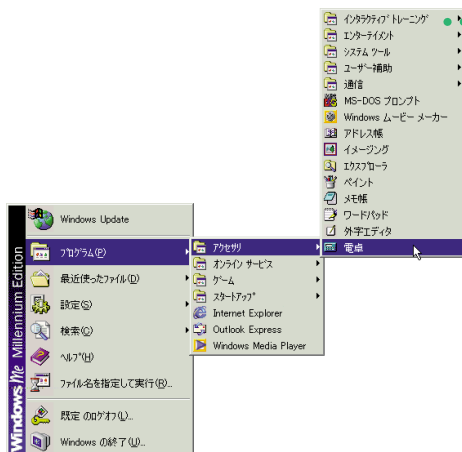 インタラクティブ トレーニング
エンターテイメント
システム ツール
ユーザー補助
通信
MS-DOS プロンプト
Windows ムービー メーカー
アドレス帳
イメージング
エクスプローラ
ペイント
メモ帳
ワードパッド
外字エディタ
電卓
アクセサリ
オンライン サービス
ゲーム
スタートアップ
Internet Explorer
Outlook Express
Windows Media Player
Windows Update
プログラム(P)
最近使ったファイル(D)
設定(S)
検索(C)
ヘルプ(H)
ファイル名を指定して実行(R)...
既定 のログオフ(L)...
Windows の終了(U)...
Windows Me Millennium Edition